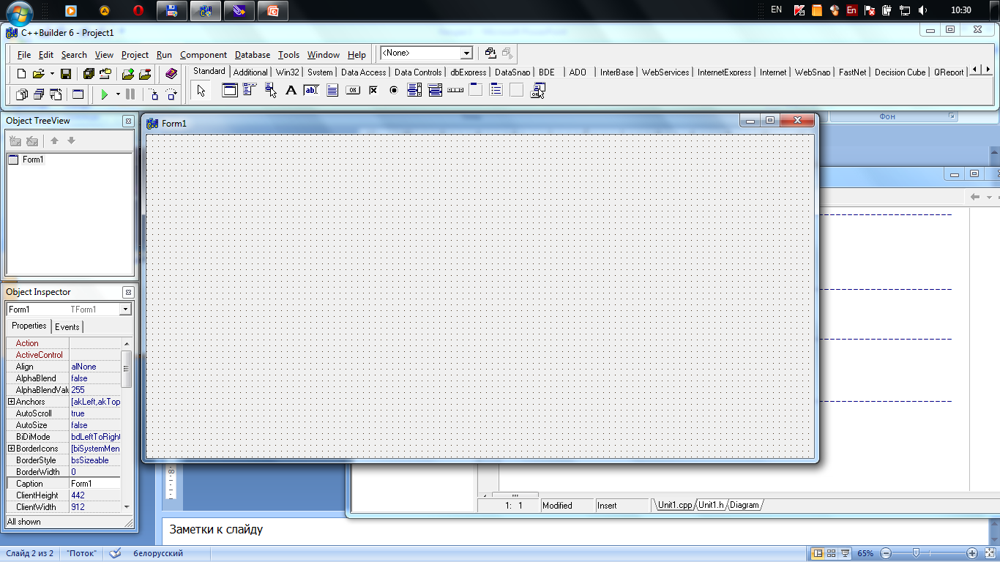 EN
En
10:30
C++Builder 6 - Project1
File Edit Search View Project Run Component Database Tools Window Help
<None>
Standard Additional Win32 System Data Access Data Controls dbExpress DataSnap BDE ADO InterBase WebServices InternetExpress Internet WebSnap FastNet Decision Cube QReport
A
ab
OK
OK
Object TreeView
Form1
Form1
Фон
Object Inspector
Form1 TForm1
Properties Events
Action
ActiveControl
Align alNone
AlphaBlend false
AlphaBlendValu 255
Anchors [akLeft,akTop
AutoScroll true
AutoSize false
BiDiMode bdLeftToRight
BorderIcons [biSystemMen
BorderStyle bsSizeable
BorderWidth 0
Caption Form1
ClientHeight 442
ClientWidth 912
All shown
8
1: 1 Modified Insert Unit1.cpp Unit1.h Diagram
Заметки к слайду
Слайд 2 из 2 "Поток" белорусский 65%